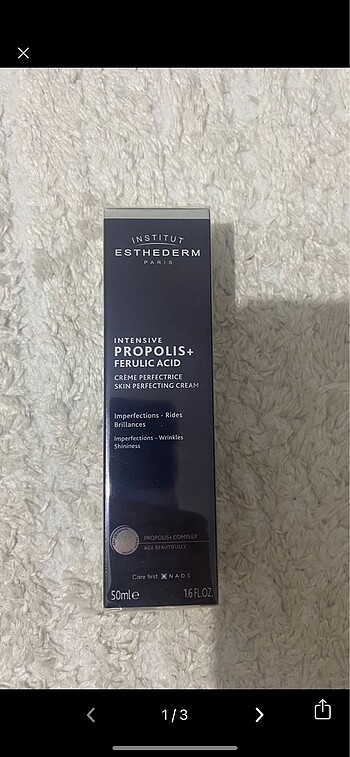 INSTITUT
ESTHEDERM
PARIS
INTENSIVE
PROPOLIS+
FERULIC ACID
CRÈME PERFECTRICE
SKIN PERFECTING CREAM
Imperfections - Rides
Brillances
Imperfections - Wrinkles
Shininess
PROPOLIS+ COMPLEX
AGE BEAUTIFULLY
Care first NAOS
50ml e
1.6 FL.OZ.
1/3